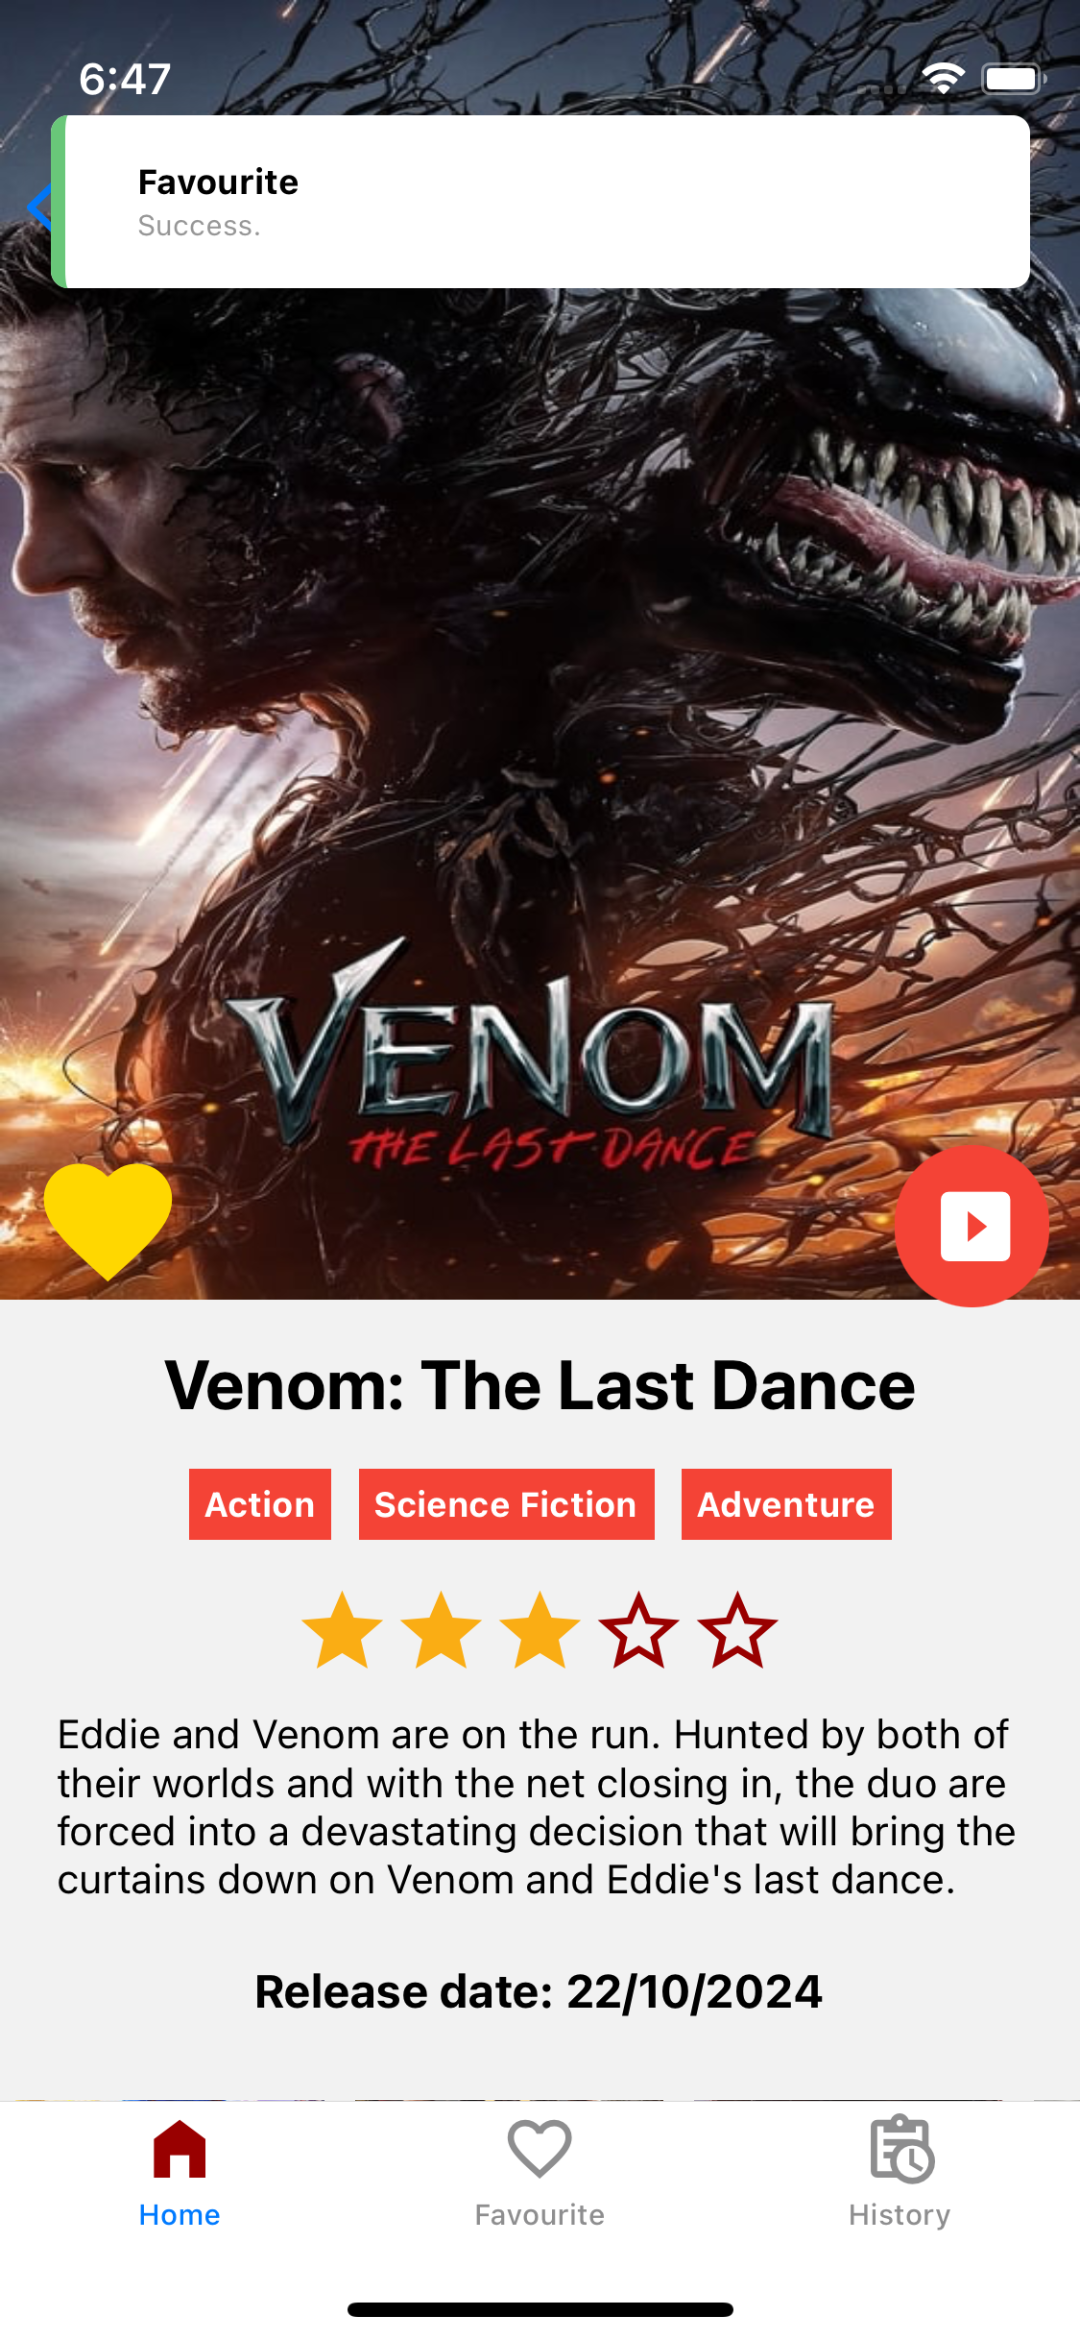 6:47
Favourite
Success.
VENOM
THE LAST DANCE
Venom: The Last Dance
Action Science Fiction Adventure
Eddie and Venom are on the run. Hunted by both of
their worlds and with the net closing in, the duo are
forced into a devastating decision that will bring the
curtains down on Venom and Eddie's last dance.
Release date: 22/10/2024
Home Favourite History